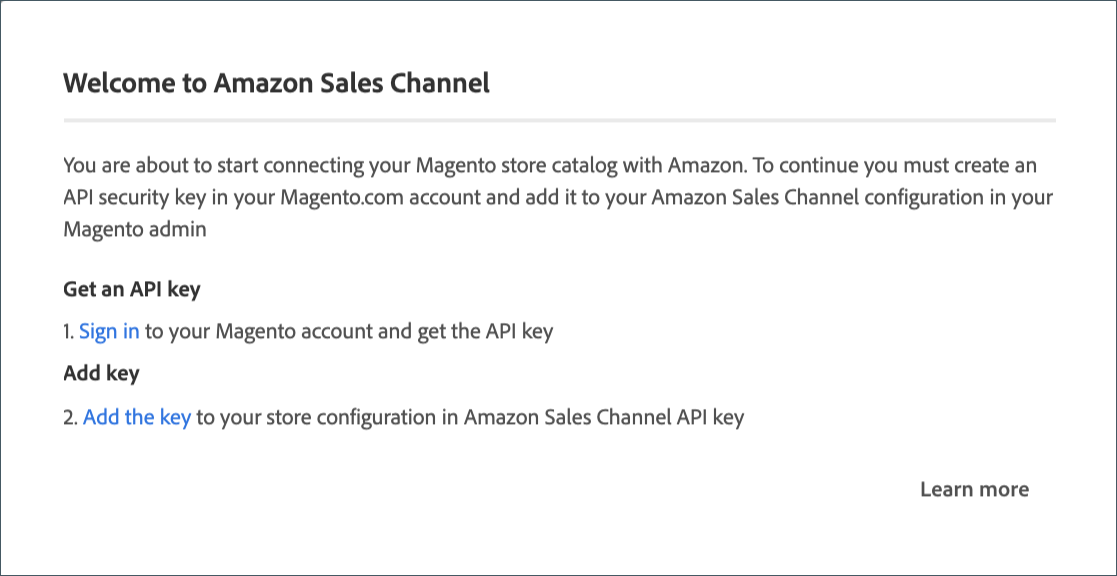 Welcome to Amazon Sales Channel
You are about to start connecting your Magento store catalog with Amazon. To continue you must create an
API security key in your Magento.com account and add it to your Amazon Sales Channel configuration in your
Magento admin
Get an API key
1. Sign in to your Magento account and get the API key
Add key
2. Add the key to your store configuration in Amazon Sales Channel API key
Learn more